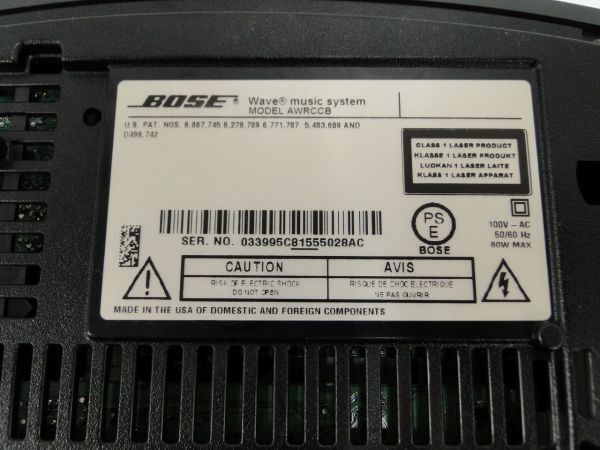 BOSE® Wave® music system
MODEL AWRCCB
U.S. PAT. NOS. 6,867,745 6,278,789 6,771,787 5,483,689 AND
D498,742
CLASS 1 LASER PRODUCT
KLASSE 1 LASER PRODUKT
LUOKAN 1 LASER LAITE
KLASS 1 LASER APPARAT
PS
E
BOSE
100V ~ AC
50/60 Hz
60W MAX
SER. NO. 033995C81555028AC
CAUTION
RISK OF ELECTRIC SHOCK
DO NOT OPEN
AVIS
RISQUE DE CHOC ELECTRIQUE
NE PAS OUVRIR
MADE IN THE USA OF DOMESTIC AND FOREIGN COMPONENTS